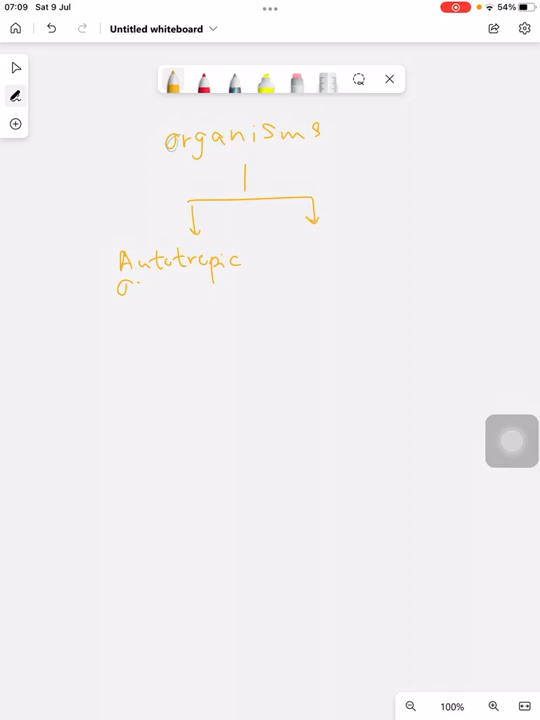 07:09 Sat 9 Jul
54%
Untitled whiteboard
organisms
Autotropic
100%